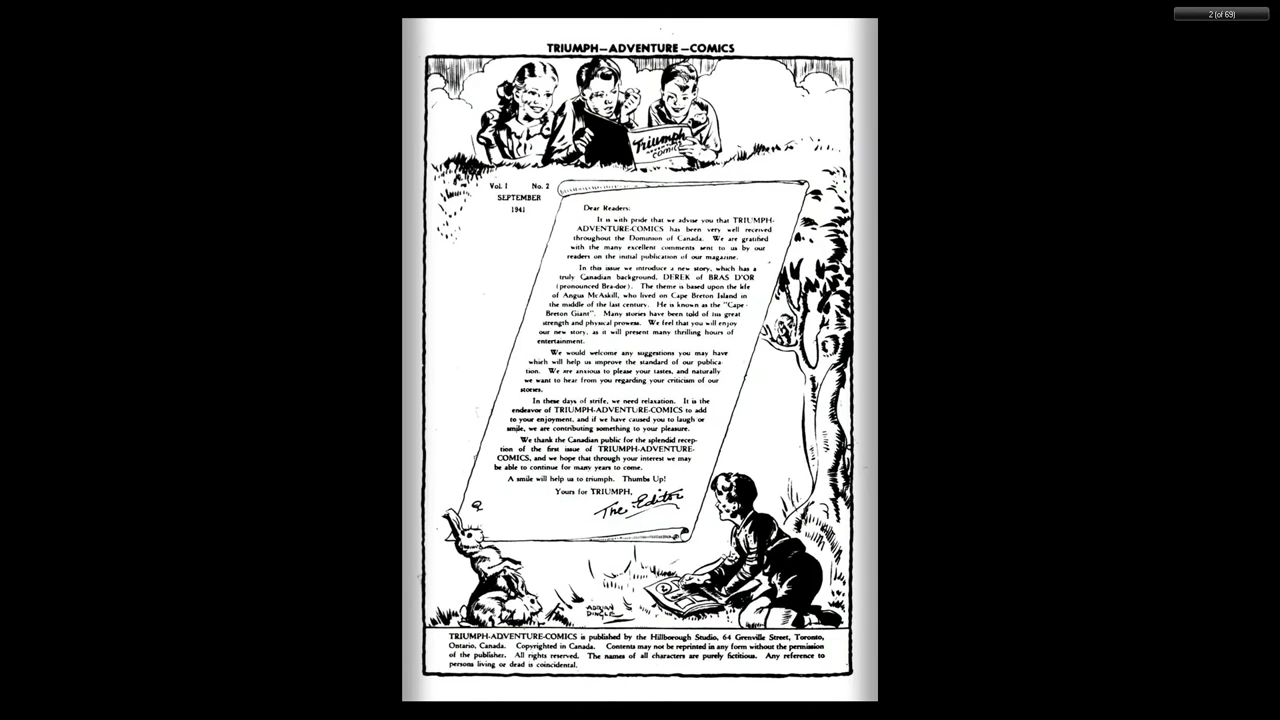 2 (of 69)
TRIUMPH—ADVENTURE—COMICS
Triumph
ADVENTURE
COMICS
Vol. 1 No. 2
SEPTEMBER
1941
Dear Readers:
It is with pride that we advise you that TRIUMPH-
ADVENTURE-COMICS has been very well received
throughout the Dominion of Canada. We are gratified
with the many excellent comments sent to us by our
readers on the initial publication of our magazine.
In this issue we introduce a new story, which has a
truly Canadian background, DEREK of BRAS D'OR
(pronounced Bra-dor). The theme is based upon the life
of Angus McAskill, who lived on Cape Breton Island in
the middle of the last century. He is known as the "Cape
Breton Giant". Many stories have been told of his great
strength and physical prowess. We feel that you will enjoy
our new story, as it will present many thrilling hours of
entertainment.
We would welcome any suggestions you may have
which will help us improve the standard of our publica-
tion. We are anxious to please your tastes, and naturally
we want to hear from you regarding your criticism of our
stories.
In these days of strife, we need relaxation. It is the
endeavor of TRIUMPH-ADVENTURE-COMICS to add
to your enjoyment, and if we have caused you to laugh or
smile, we are contributing something to your pleasure.
We thank the Canadian public for the splendid recep-
tion of the first issue of TRIUMPH-ADVENTURE-
COMICS, and we hope that through your interest we may
be able to continue for many years to come.
A smile will help us to triumph. Thumbs Up!
Yours for TRIUMPH,
The Editor
ADRIAN
DINGLE
TRIUMPH-ADVENTURE-COMICS is published by the Hillborough Studio, 64 Grenville Street, Toronto,
Ontario, Canada. Copyrighted in Canada. Contents may not be reprinted in any form without the permission
of the publisher. All rights reserved. The names of all characters are purely fictitious. Any reference to
persons living or dead is coincidental.